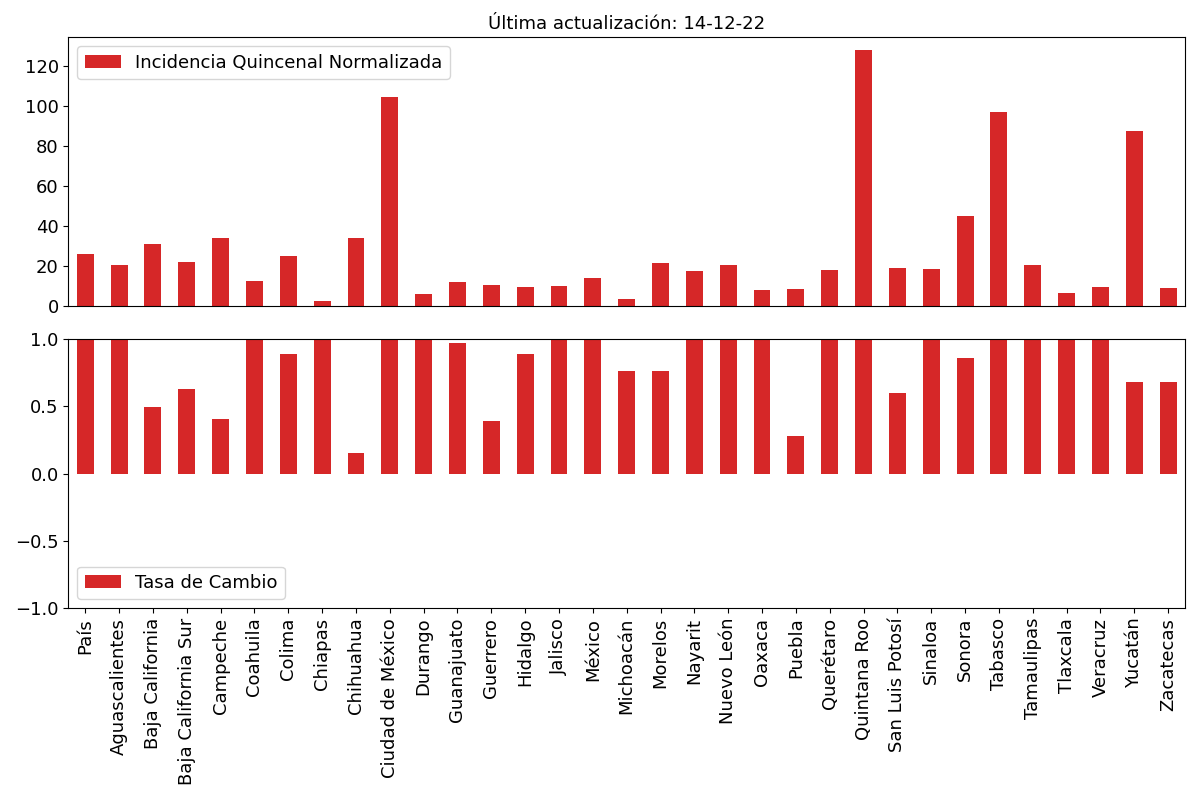 Última actualización: 14-12-22
Incidencia Quincenal Normalizada
120
100
80
60
40
20
0
1.0
0.5
0.0
−0.5
−1.0
Tasa de Cambio
País
Aguascalientes
Baja California
Baja California Sur
Campeche
Coahuila
Colima
Chiapas
Chihuahua
Ciudad de México
Durango
Guanajuato
Guerrero
Hidalgo
Jalisco
México
Michoacán
Morelos
Nayarit
Nuevo León
Oaxaca
Puebla
Querétaro
Quintana Roo
San Luis Potosí
Sinaloa
Sonora
Tabasco
Tamaulipas
Tlaxcala
Veracruz
Yucatán
Zacatecas